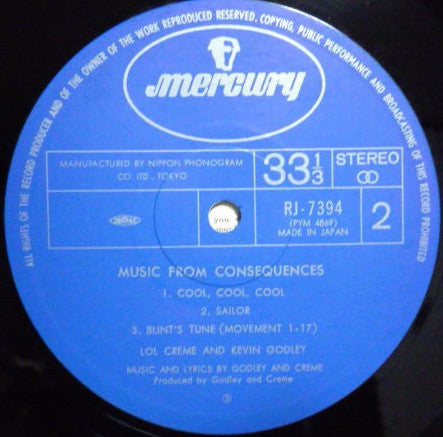 ALL RIGHTS OF THE RECORD PRODUCER AND OF THE OWNER OF THE WORK REPRODUCED RESERVED. COPYING, PUBLIC PERFORMANCE AND BROADCASTING OF THIS RECORD PROHIBITED
mercury
MANUFACTURED BY NIPPON PHONOGRAM
CO. LTD., TOKYO
33 1/3
STEREO
RJ-7394
(PYM 4869)
MADE IN JAPAN
2
MUSIC FROM CONSEQUENCES
1. COOL, COOL, COOL
2. SAILOR
3. BLINT'S TUNE (MOVEMENT 1-17)
LOL CREME AND KEVIN GODLEY
MUSIC AND LYRICS BY GODLEY AND CREME
Produced by Godley and Creme